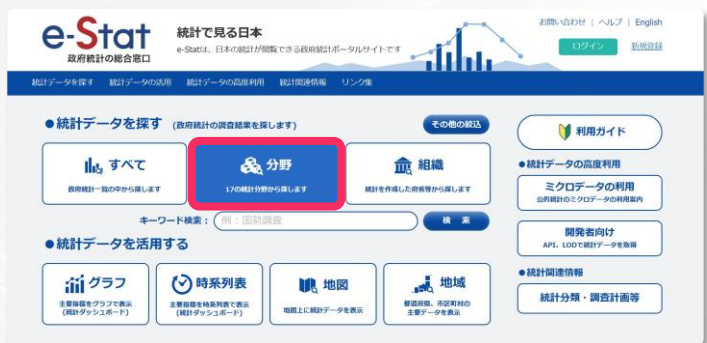 e-Stat
政府統計の総合窓口
統計で見る日本
e-Statは、日本の統計が閲覧できる政府統計ポータルサイトです
お問い合わせ | ヘルプ | English
ログイン 新規登録
統計データを探す 統計データの活用 統計データの高度利用 統計関連情報 リンク集
●統計データを探す (政府統計の調査結果を探します)
その他の絞込
すべて
政府統計一覧の中から探します
分野
17の統計分野から探します
組織
統計を作成した府省等から探します
キーワード検索: 例:国勢調査 検索
●統計データを活用する
グラフ
主要指標をグラフで表示
(統計ダッシュボード)
時系列表
主要指標を時系列表で表示
(統計ダッシュボード)
地図
地図上に統計データを表示
地域
都道府県、市区町村の
主要データを表示
利用ガイド
●統計データの高度利用
ミクロデータの利用
公的統計のミクロデータの利用案内
開発者向け
API、LODで統計データを取得
●統計関連情報
統計分類・調査計画等